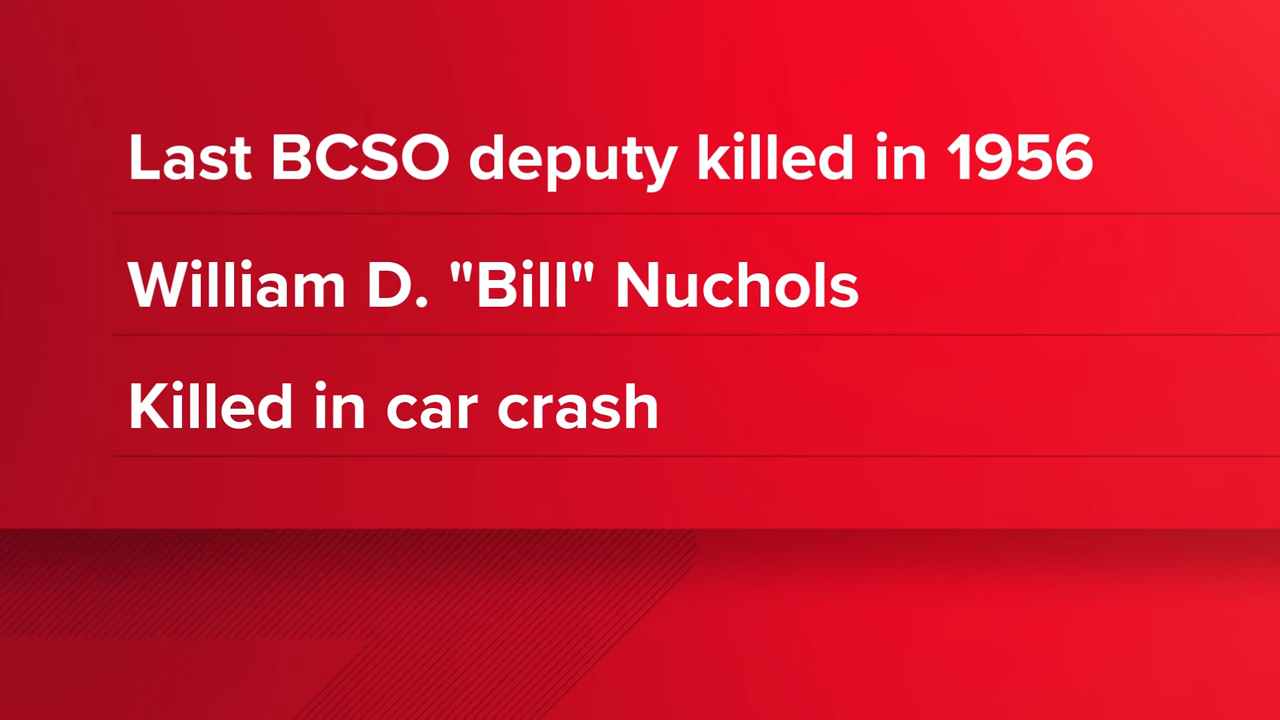 Last BCSO deputy killed in 1956
William D. "Bill" Nuchols
Killed in car crash